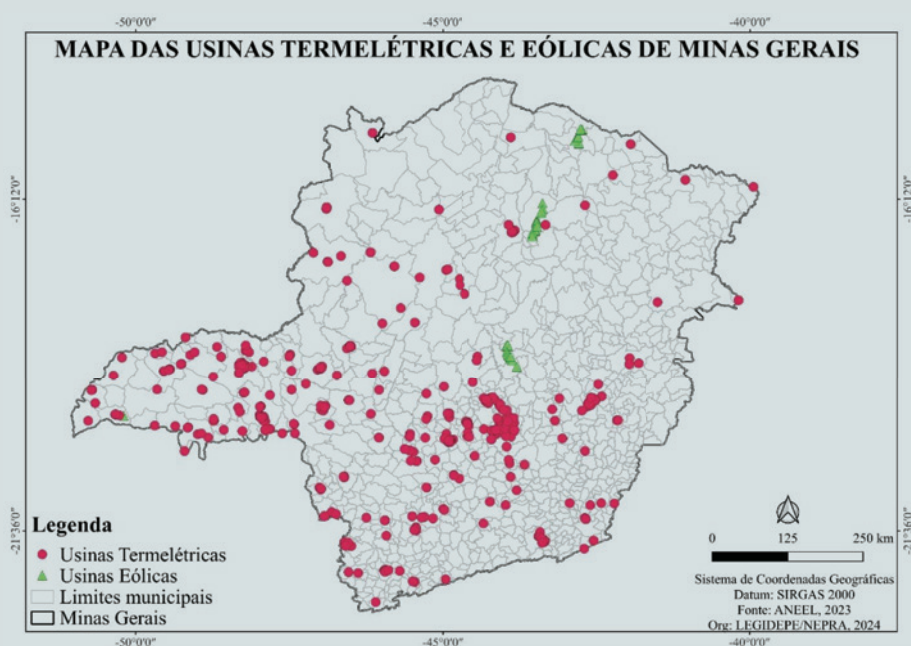 -50°0'0"
-45°0'0"
-40°0'0"
MAPA DAS USINAS TERMELÉTRICAS E EÓLICAS DE MINAS GERAIS
-16°12'0"
-16°12'0"
-21°36'0"
-21°36'0"
Legenda
Usinas Termelétricas
Usinas Eólicas
Limites municipais
Minas Gerais
0 125 250 km
Sistema de Coordenadas Geográficas
Datum: SIRGAS 2000
Fonte: ANEEL, 2023
Org: LEGIDEPE/NEPRA, 2024
-50°0'0"
-45°0'0"
-40°0'0"